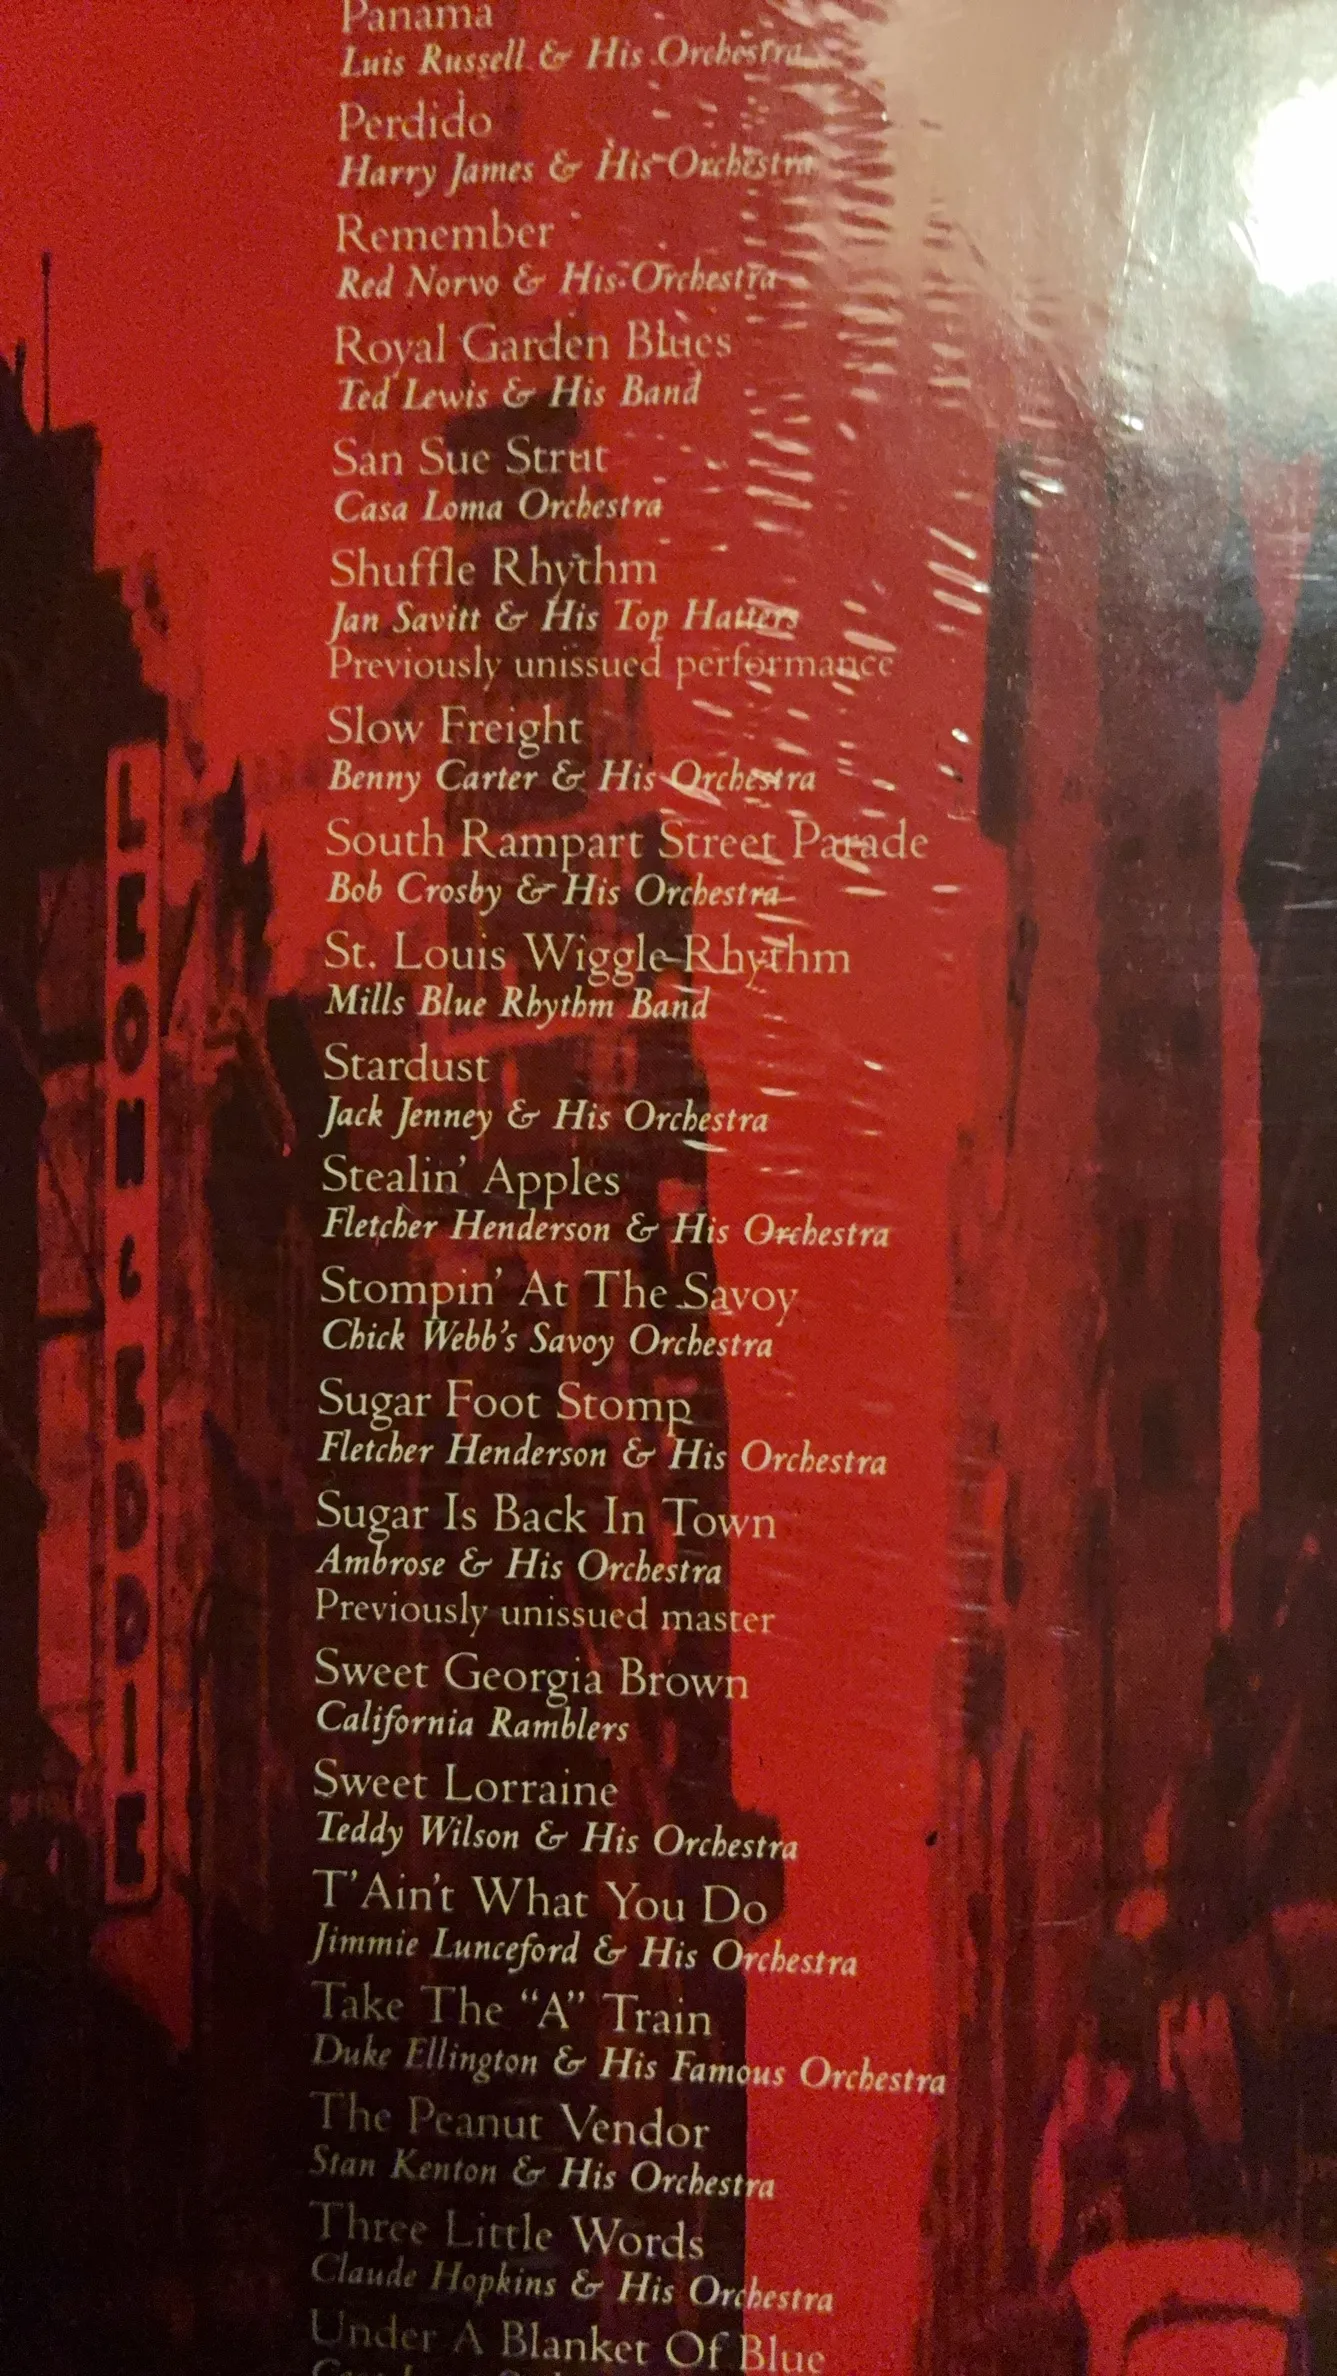 Panama
Luis Russell & His Orchestra
Perdido
Harry James & His Orchestra
Remember
Red Norvo & His Orchestra
Royal Garden Blues
Ted Lewis & His Band
San Sue Strut
Casa Loma Orchestra
Shuffle Rhythm
Jan Savitt & His Top Hatters
Previously unissued performance
Slow Freight
Benny Carter & His Orchestra
South Rampart Street Parade
Bob Crosby & His Orchestra
St. Louis Wiggle Rhythm
Mills Blue Rhythm Band
Stardust
Jack Jenney & His Orchestra
Stealin' Apples
Fletcher Henderson & His Orchestra
Stompin' At The Savoy
Chick Webb's Savoy Orchestra
Sugar Foot Stomp
Fletcher Henderson & His Orchestra
Sugar Is Back In Town
Ambrose & His Orchestra
Previously unissued master
Sweet Georgia Brown
California Ramblers
Sweet Lorraine
Teddy Wilson & His Orchestra
T'Ain't What You Do
Jimmie Lunceford & His Orchestra
Take The “A” Train
Duke Ellington & His Famous Orchestra
The Peanut Vendor
Stan Kenton & His Orchestra
Three Little Words
Claude Hopkins & His Orchestra
Under A Blanket Of Blue
LEON & EDDIE